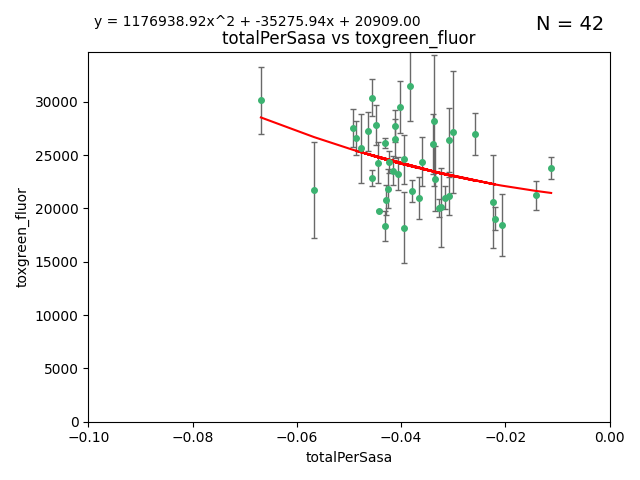 y = 1176938.92x^2 + -35275.94x + 20909.00
N = 42
totalPerSasa vs toxgreen_fluor
30000
25000
20000
15000
10000
5000
0
toxgreen_fluor
−0.10 −0.08 −0.06 −0.04 −0.02 0.00
totalPerSasa